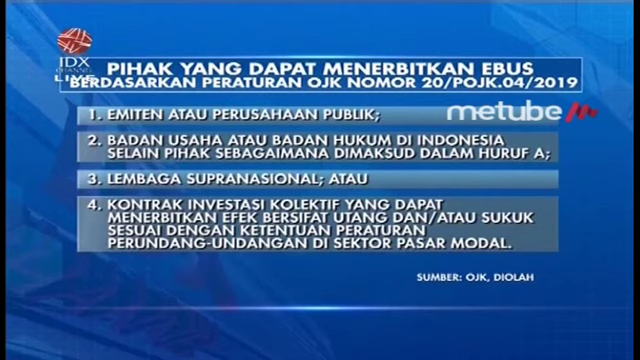 IDX
CHANNEL
LIVE
PIHAK YANG DAPAT MENERBITKAN EBUS
BERDASARKAN PERATURAN OJK NOMOR 20/POJK.04/2019
metube
1. EMITEN ATAU PERUSAHAAN PUBLIK;
2. BADAN USAHA ATAU BADAN HUKUM DI INDONESIA
SELAIN PIHAK SEBAGAIMANA DIMAKSUD DALAM HURUF A;
3. LEMBAGA SUPRANASIONAL; ATAU
4. KONTRAK INVESTASI KOLEKTIF YANG DAPAT
MENERBITKAN EFEK BERSIFAT UTANG DAN/ATAU SUKUK
SESUAI DENGAN KETENTUAN PERATURAN
PERUNDANG-UNDANGAN DI SEKTOR PASAR MODAL.
SUMBER: OJK, DIOLAH